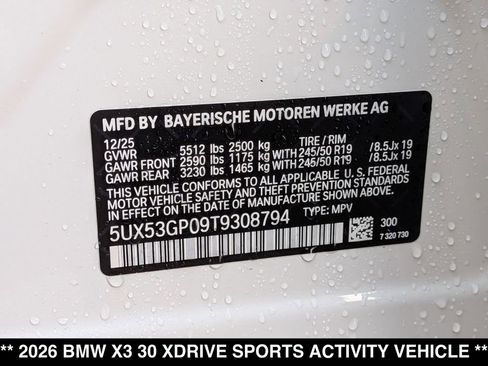 MFD BY BAYERISCHE MOTOREN WERKE AG
12/25 TIRE / RIM
GVWR 5512 lbs 2500 kg
GAWR FRONT 2590 lbs 1175 kg WITH 245/50 R19 /8.5Jx 19
GAWR REAR 3230 lbs 1465 kg WITH 245/50 R19 /8.5Jx 19
THIS VEHICLE CONFORMS TO ALL APPLICABLE U. S. FEDERAL
MOTOR VEHICLE SAFETY STANDARDS IN EFFECT ON THE
DATE OF MANUFACTURE SHOWN ABOVE.
5UX53GP09T9308794 TYPE: MPV
300
7 320 730
** 2026 BMW X3 30 XDRIVE SPORTS ACTIVITY VEHICLE **